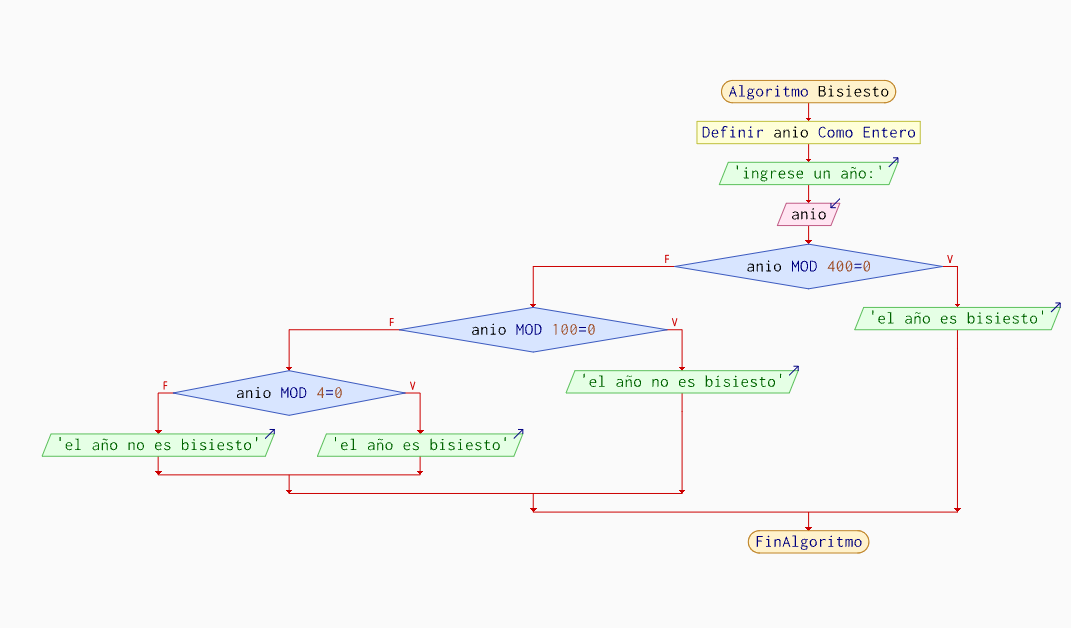 Algoritmo Bisiesto
Definir anio Como Entero
'ingrese un año:'
anio
F
anio MOD 400=0
V
F
anio MOD 100=0
V
'el año es bisiesto'
F
anio MOD 4=0
V
'el año no es bisiesto'
'el año no es bisiesto'
'el año es bisiesto'
FinAlgoritmo